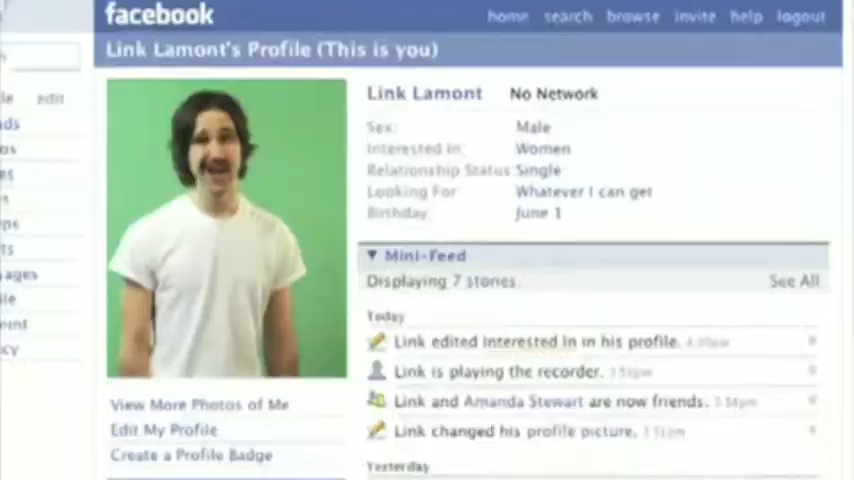 facebook
home search browse invite help logout
Link Lamont's Profile (This is you)
edit
Link Lamont No Network
Sex: Male
Interested In: Women
Relationship Status: Single
Looking For Whatever I can get
Birthday June 1
Mini-Feed
Displaying 7 stories See All
Today
Link edited Interested In in his profile.
Link is playing the recorder.
Link and Amanda Stewart are now friends.
Link changed his profile picture.
Yesterday
View More Photos of Me
Edit My Profile
Create a Profile Badge